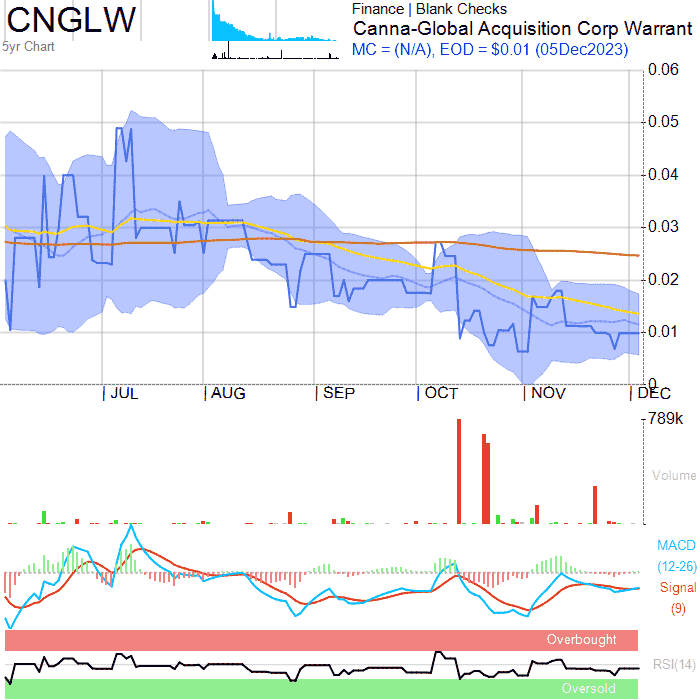 CNGLW
5yr Chart
Finance | Blank Checks
Canna-Global Acquisition Corp Warrant
MC = (N/A), EOD = $0.01 (05Dec2023)
0.06
0.05
0.04
0.03
0.02
0.01
0
JUL AUG SEP OCT NOV DEC
789k
Volume
MACD
(12-26)
Signal
(9)
Overbought
RSI(14)
Oversold